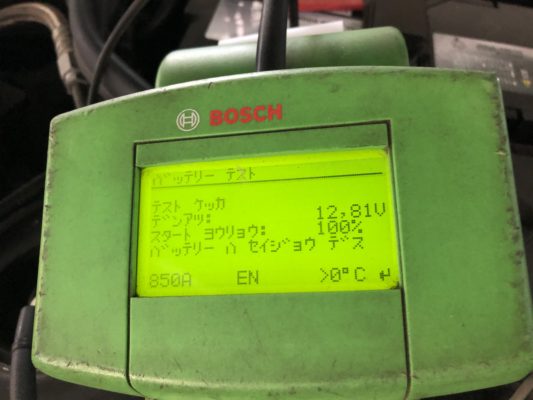 BOSCH
バッテリー テスト
テスト ケッカ
デンアツ: 12,81V
スタート ヨウリョウ: 100%
バッテリー ハ セイジョウ デス
850A EN >0°C ↵